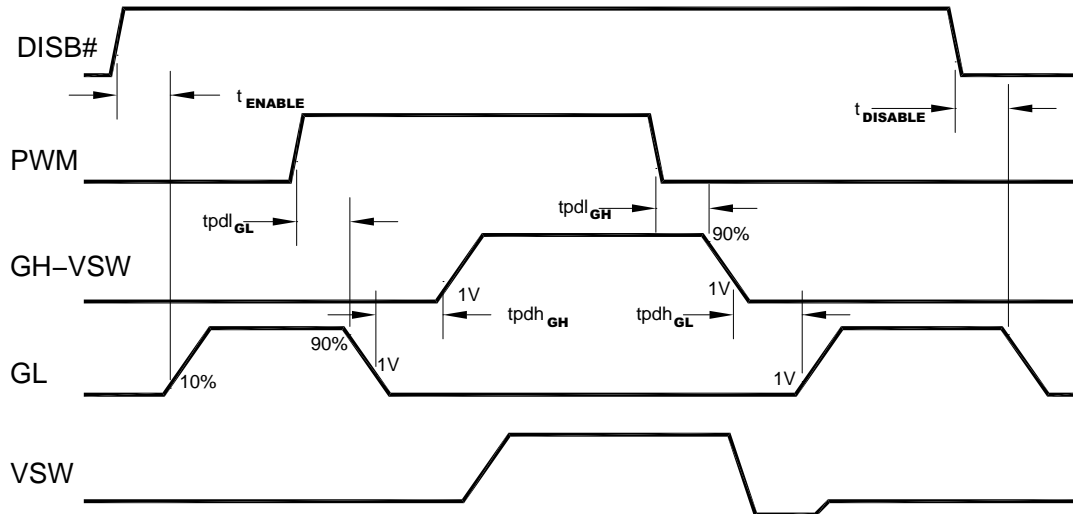 DISB#
t ENABLE
t DISABLE
PWM
tpdl GL
tpdl GH
90%
GH–VSW
1V
1V
tpdh GH
tpdh GL
90%
1V
GL
10%
1V
VSW